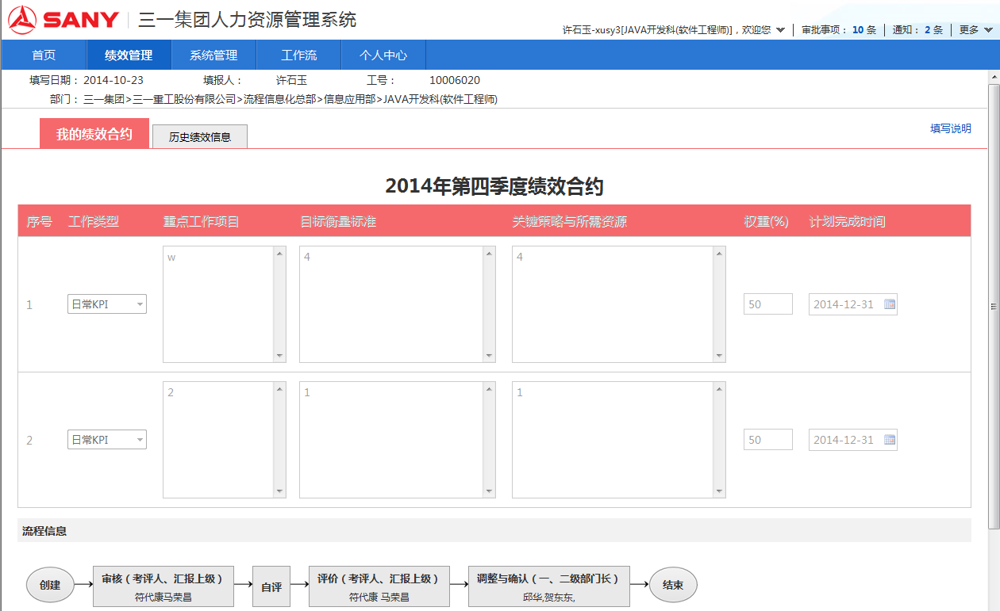 SANY 三一集团人力资源管理系统
许石玉-xusy3[JAVA开发科(软件工程师)]，欢迎您 审批事项： 10 条 通知： 2 条 更多
首页 绩效管理 系统管理 工作流 个人中心
填写日期： 2014-10-23 填报人： 许石玉 工号： 10006020
部门： 三一集团>三一重工股份有限公司>流程信息化总部>信息应用部>JAVA开发科(软件工程师)
我的绩效合约 历史绩效信息 填写说明
2014年第四季度绩效合约
序号 工作类型 重点工作项目 目标衡量标准 关键策略与所需资源 权重(%) 计划完成时间
1 日常KPI w 4 4 50 2014-12-31
2 日常KPI 2 1 1 50 2014-12-31
流程信息
创建 审核（考评人、汇报上级） 自评 评价（考评人、汇报上级） 调整与确认（一、二级部门长） 结束
符代康马荣昌 符代康 马荣昌 邱华,贺东东,